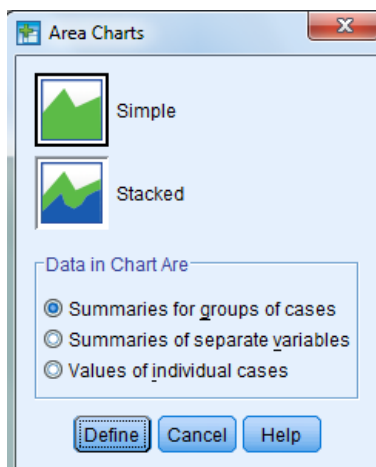 Area Charts
Simple
Stacked
Data in Chart Are
Summaries for groups of cases
Summaries of separate variables
Values of individual cases
Define Cancel Help